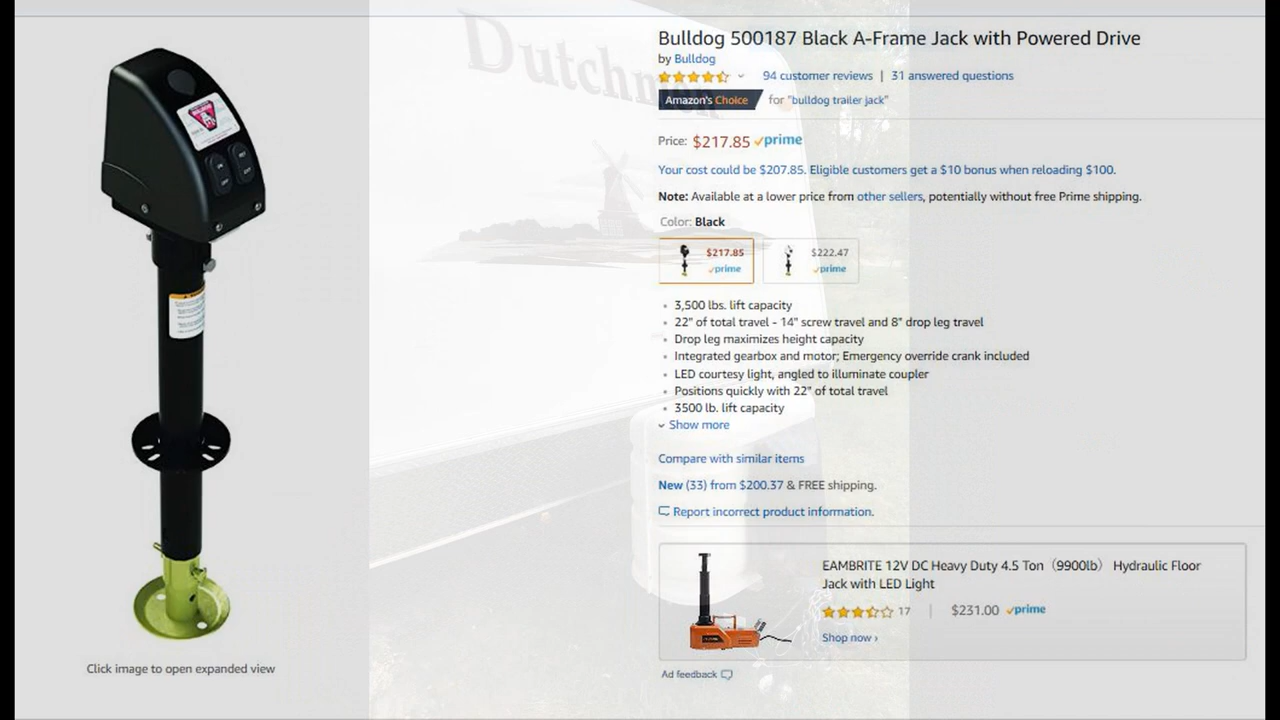 Dutchmen
Bulldog 500187 Black A-Frame Jack with Powered Drive
by Bulldog
94 customer reviews | 31 answered questions
Amazon's Choice for "bulldog trailer jack"
Price: $217.85 prime
Your cost could be $207.85. Eligible customers get a $10 bonus when reloading $100.
Note: Available at a lower price from other sellers, potentially without free Prime shipping.
Color: Black
$217.85
prime
$222.47
prime
3,500 lbs. lift capacity
22" of total travel - 14" screw travel and 8" drop leg travel
Drop leg maximizes height capacity
Integrated gearbox and motor; Emergency override crank included
LED courtesy light, angled to illuminate coupler
Positions quickly with 22" of total travel
3500 lb. lift capacity
Show more
Compare with similar items
New (33) from $200.37 & FREE shipping.
Report incorrect product information.
EAMBRITE 12V DC Heavy Duty 4.5 Ton（9900lb） Hydraulic Floor
Jack with LED Light
17 | $231.00 prime
Shop now ›
Ad feedback
Click image to open expanded view